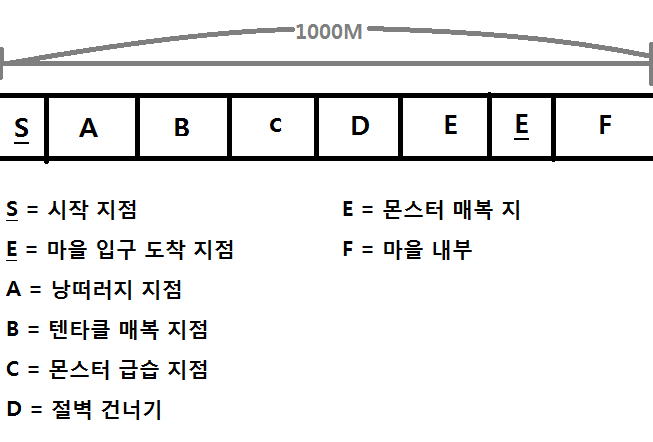 1000M
S A B c D E E F
S = 시작 지점
E = 마을 입구 도착 지점
A = 낭떠러지 지점
B = 텐타클 매복 지점
C = 몬스터 급습 지점
D = 절벽 건너기
E = 몬스터 매복 지
F = 마을 내부